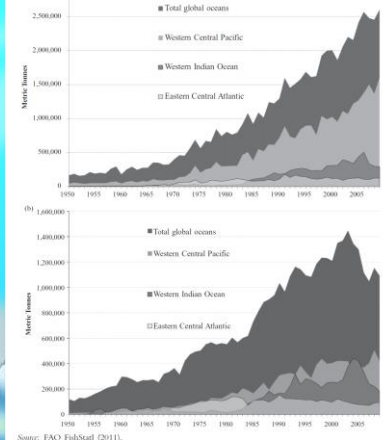 Total global oceans
2,500,000
Western Central Pacific
2,000,000
Western Indian Ocean
Metric Tonnes
1,500,000
Eastern Central Atlantic
1,000,000
500,000
0
1950 1955 1960 1965 1970 1975 1980 1985 1990 1995 2000 2005
(b)
1,600,000
Total global oceans
1,400,000
Western Central Pacific
1,200,000
1,000,000
Western Indian Ocean
Metric Tonnes
800,000
Eastern Central Atlantic
600,000
400,000
200,000
0
1950 1955 1960 1965 1970 1975 1980 1985 1990 1995 2000 2005
Source: FAO FishStatJ (2011).